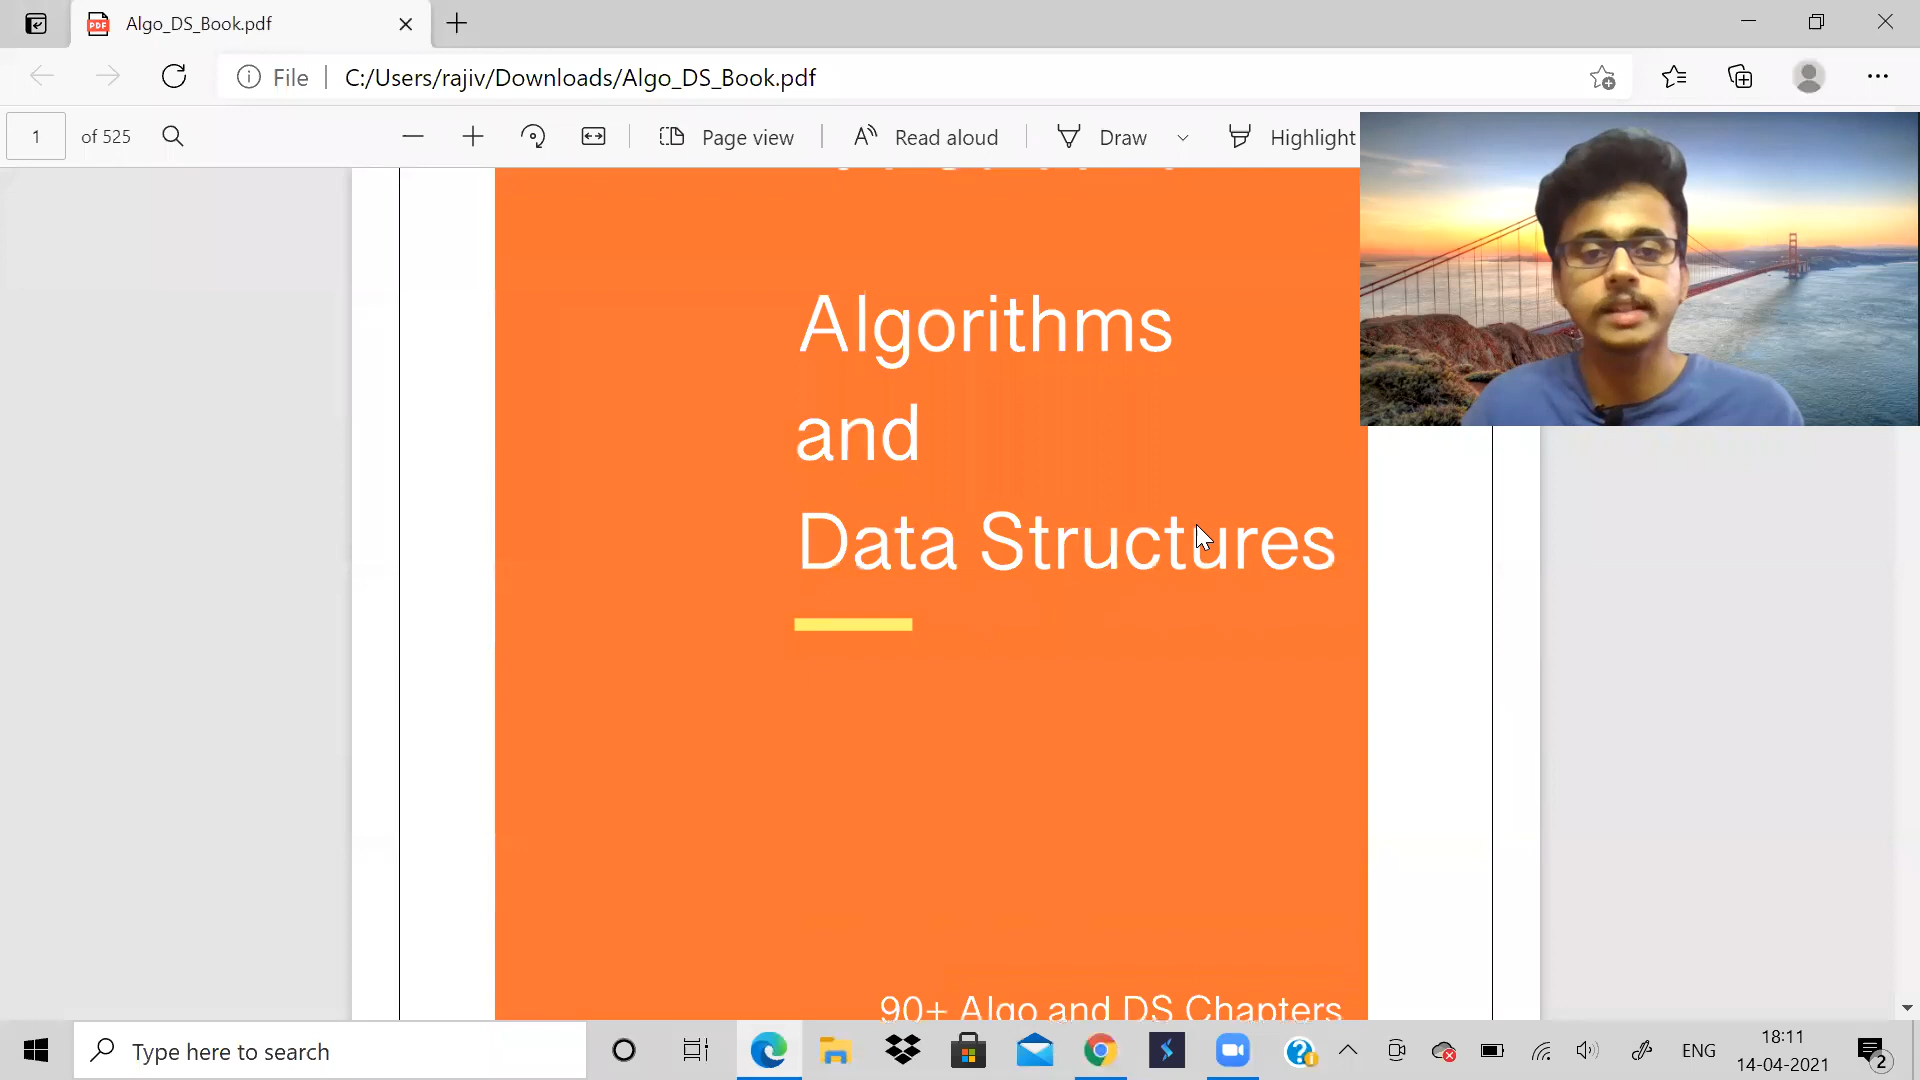 Algo_DS_Book.pdf
File
C:/Users/rajiv/Downloads/Algo_DS_Book.pdf
1 of 525
Page view
Read aloud
Draw
Highlight
Algorithms
and
Data Structures
90+ Algo and DS Chapters
Type here to search
ENG
18:11
14-04-2021
2